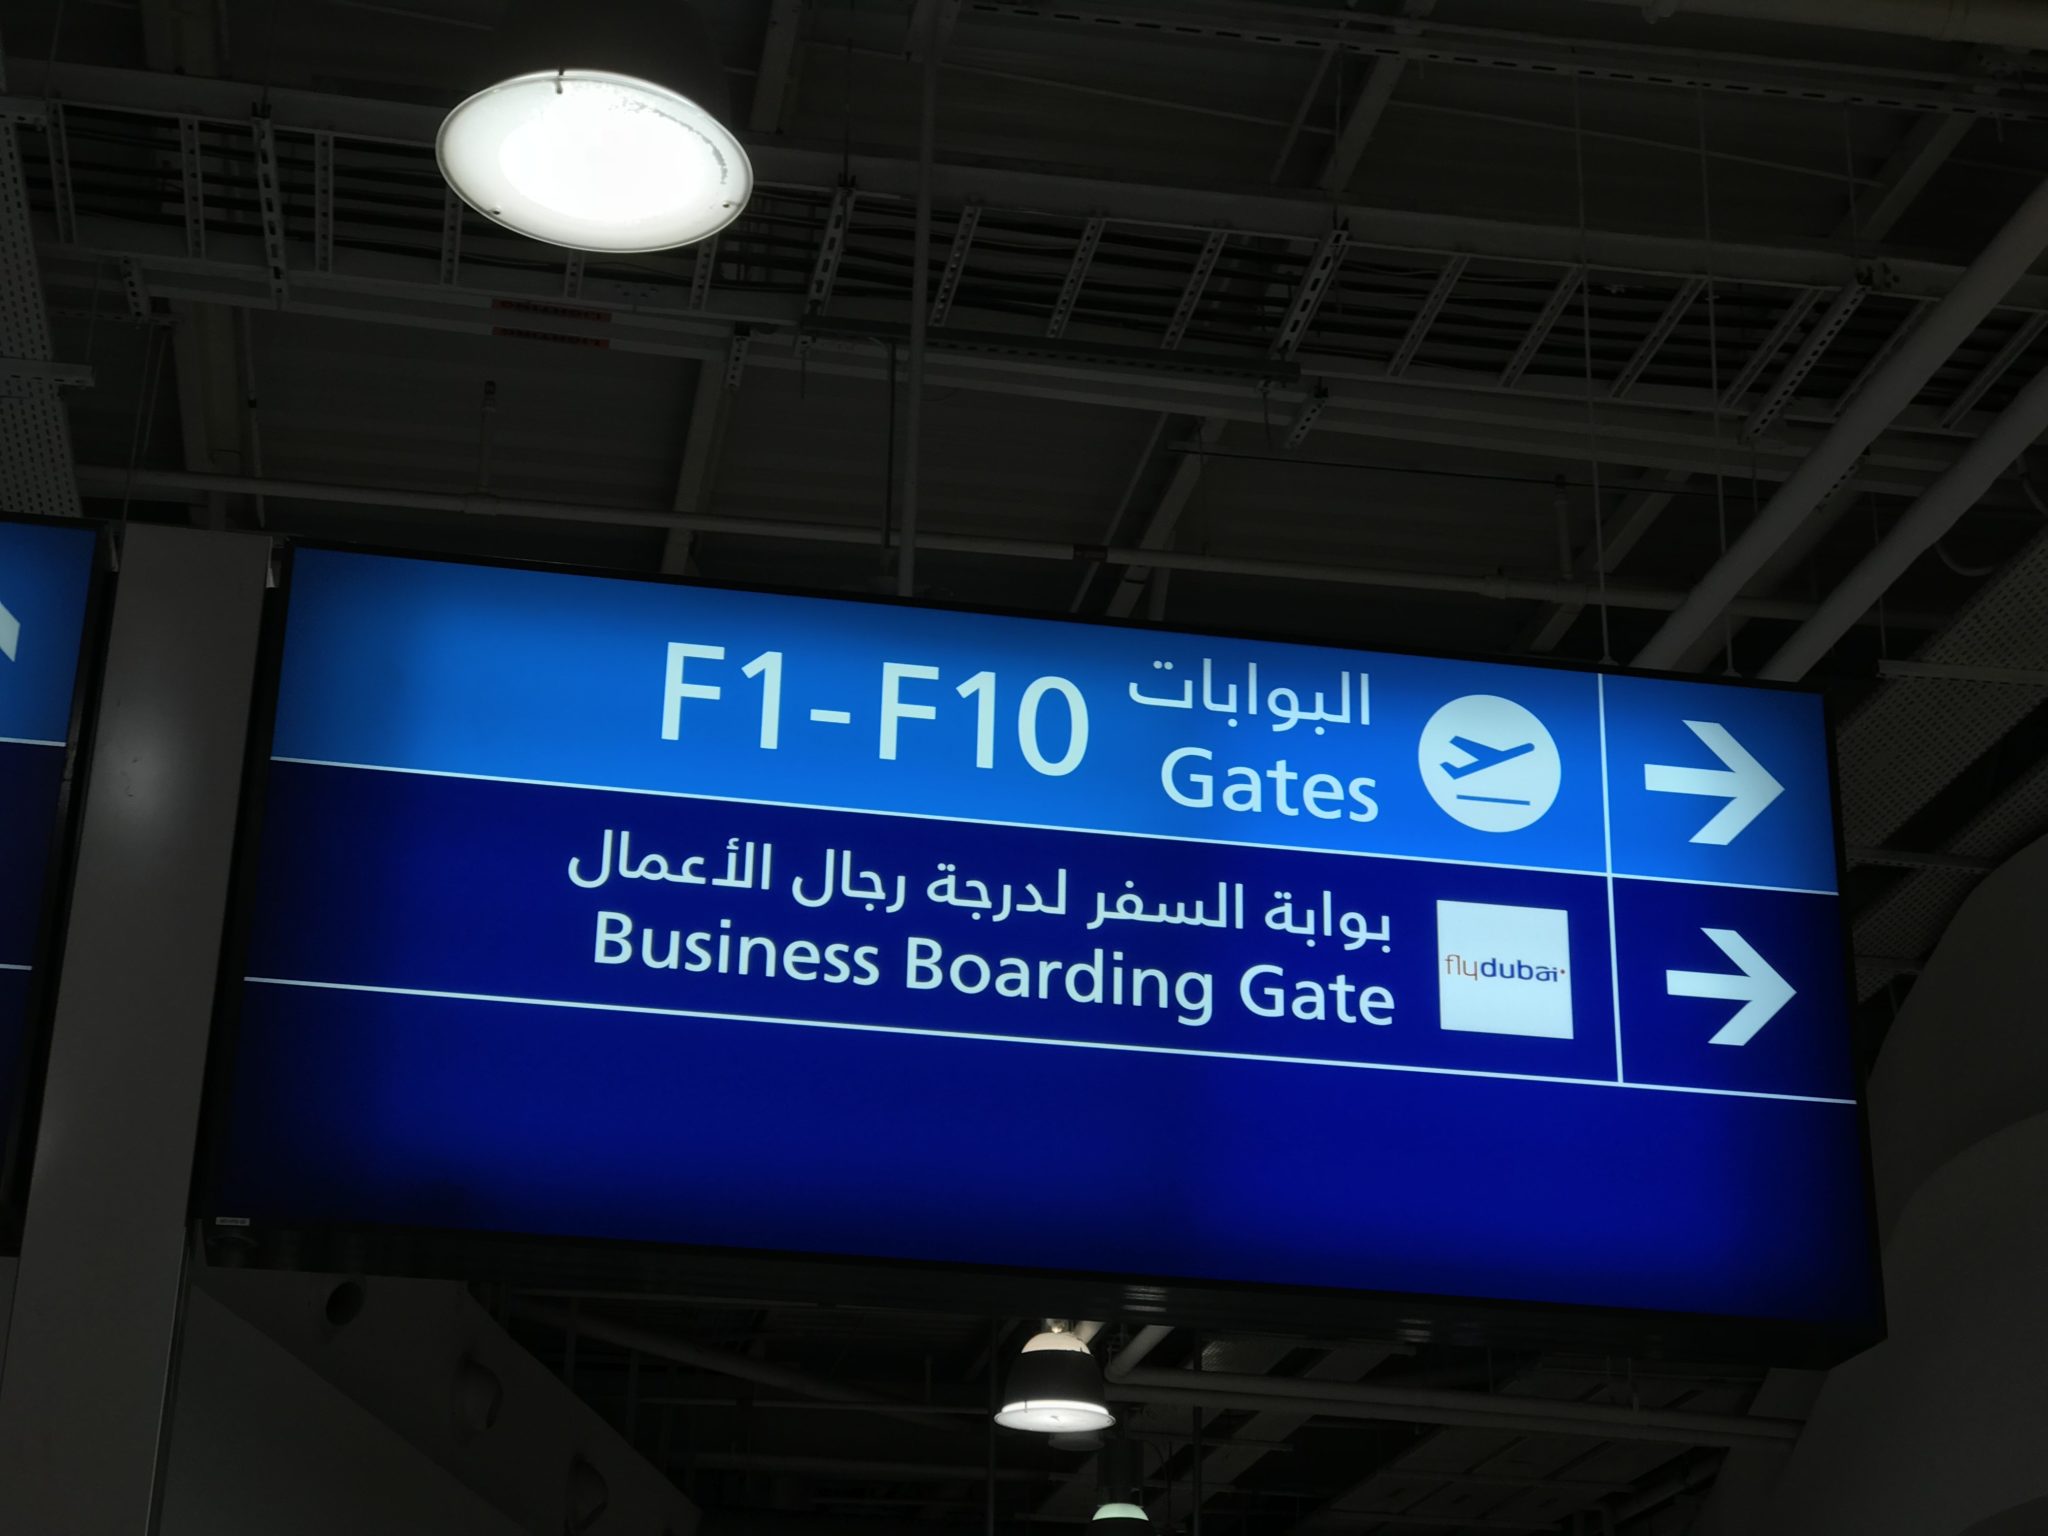 F1 - F10
البوابات
Gates
بوابة السفر لدرجة رجال الأعمال
Business Boarding Gate
flydubai